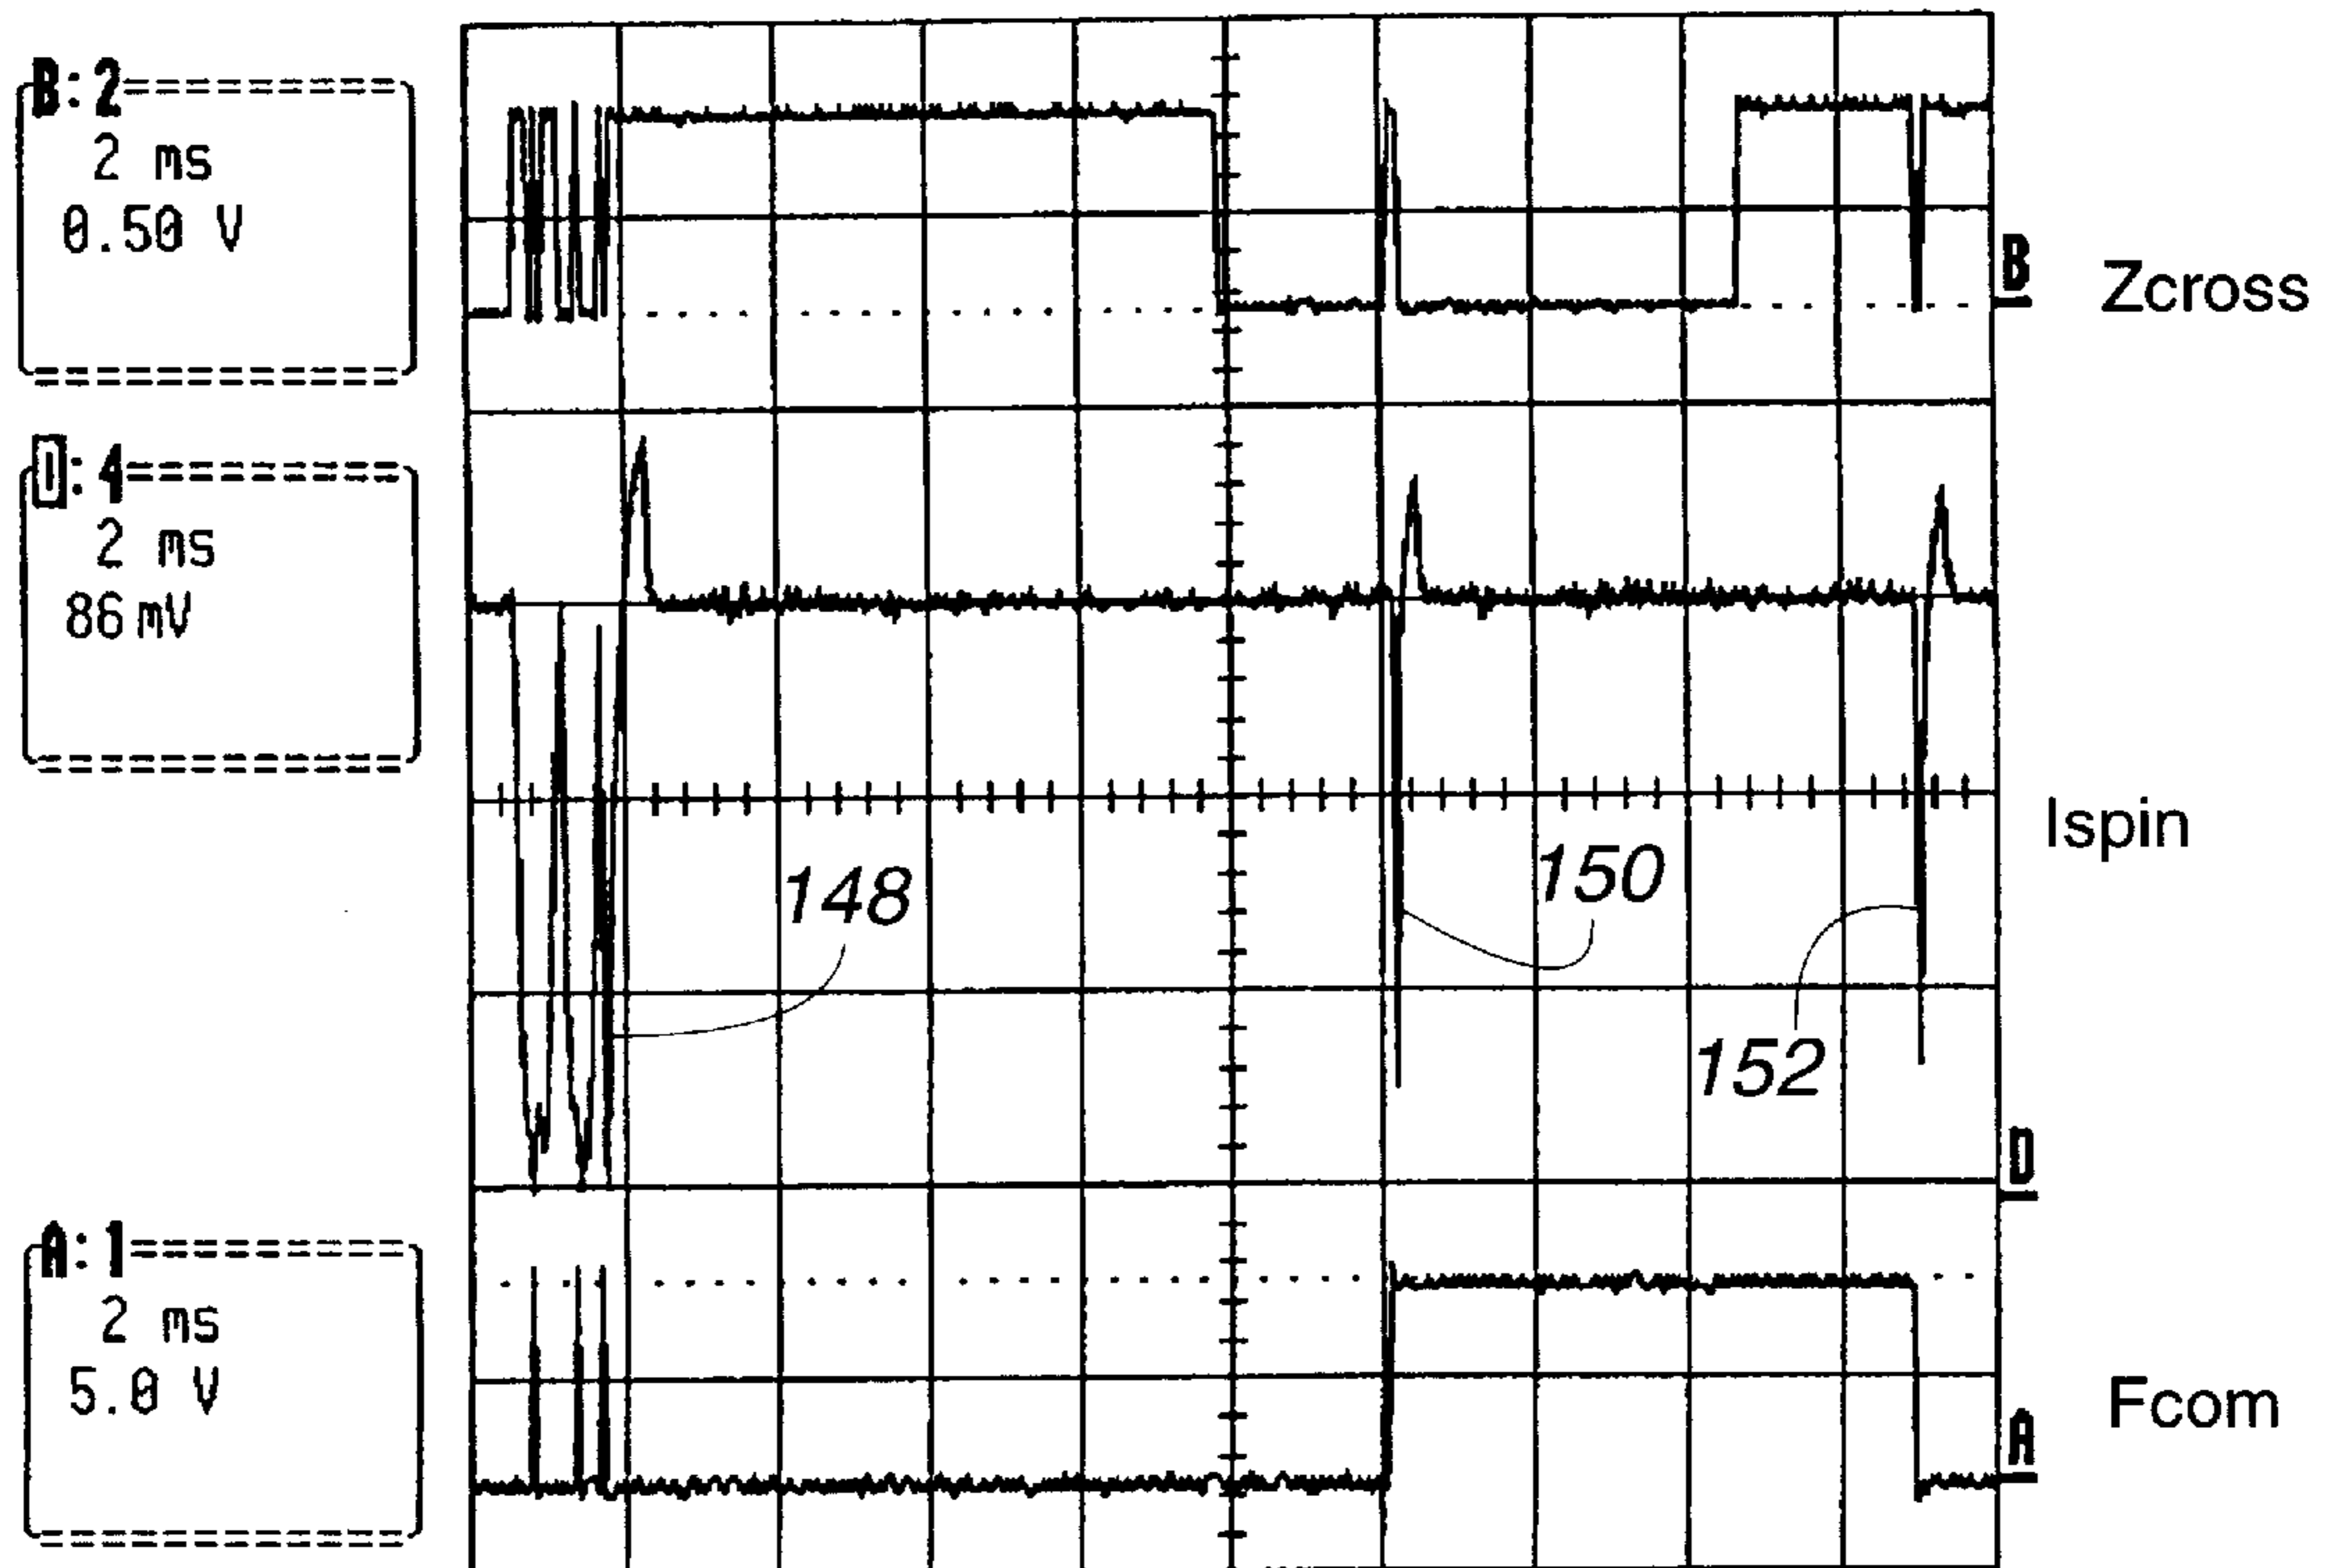 B:2
2 ms
0.50 V
B
Zcross
D:4
2 ms
86 mV
148
150
Ispin
152
D
A:1
2 ms
5.0 V
Fcom
A